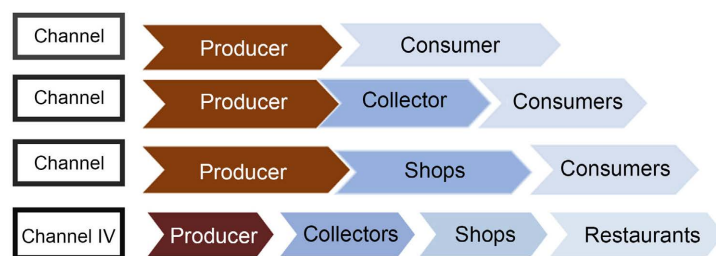 Channel Producer Consumer
Channel Producer Collector Consumers
Channel Producer Shops Consumers
Channel IV Producer Collectors Shops Restaurants